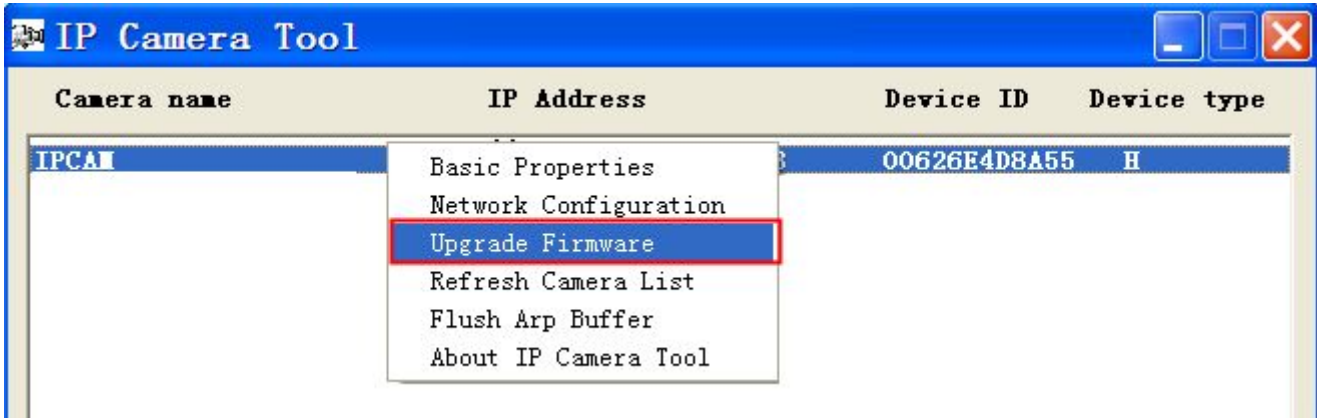 IP Camera Tool
Camera name IP Address Device ID Device type
IPCAM 00626E4D8A55 H
Basic Properties
Network Configuration
Upgrade Firmware
Refresh Camera List
Flush Arp Buffer
About IP Camera Tool